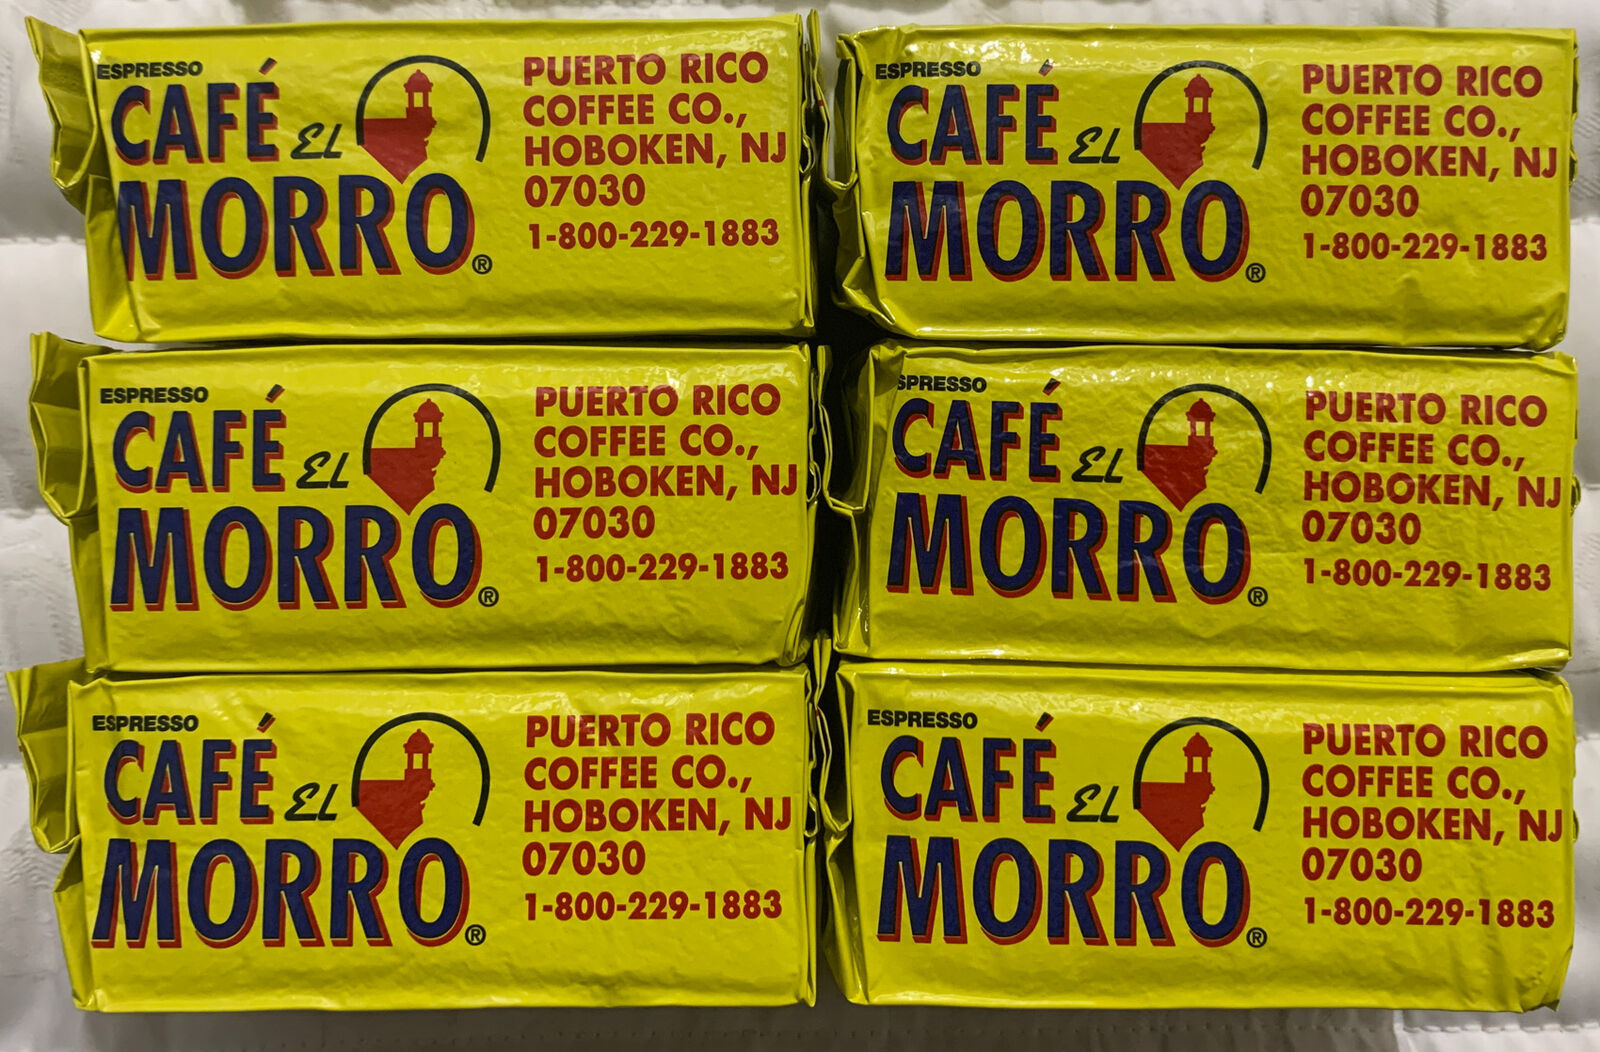 ESPRESSO
CAFÉ EL
MORRO®
PUERTO RICO
COFFEE CO.,
HOBOKEN, NJ
07030
1-800-229-1883
ESPRESSO
CAFÉ EL
MORRO®
PUERTO RICO
COFFEE CO.,
HOBOKEN, NJ
07030
1-800-229-1883
ESPRESSO
CAFÉ EL
MORRO®
PUERTO RICO
COFFEE CO.,
HOBOKEN, NJ
07030
1-800-229-1883
SPRESSO
CAFÉ EL
MORRO®
PUERTO RICO
COFFEE CO.,
HOBOKEN, NJ
07030
1-800-229-1883
ESPRESSO
CAFÉ EL
MORRO®
PUERTO RICO
COFFEE CO.,
HOBOKEN, NJ
07030
1-800-229-1883
ESPRESSO
CAFÉ EL
MORRO®
PUERTO RICO
COFFEE CO.,
HOBOKEN, NJ
07030
1-800-229-1883